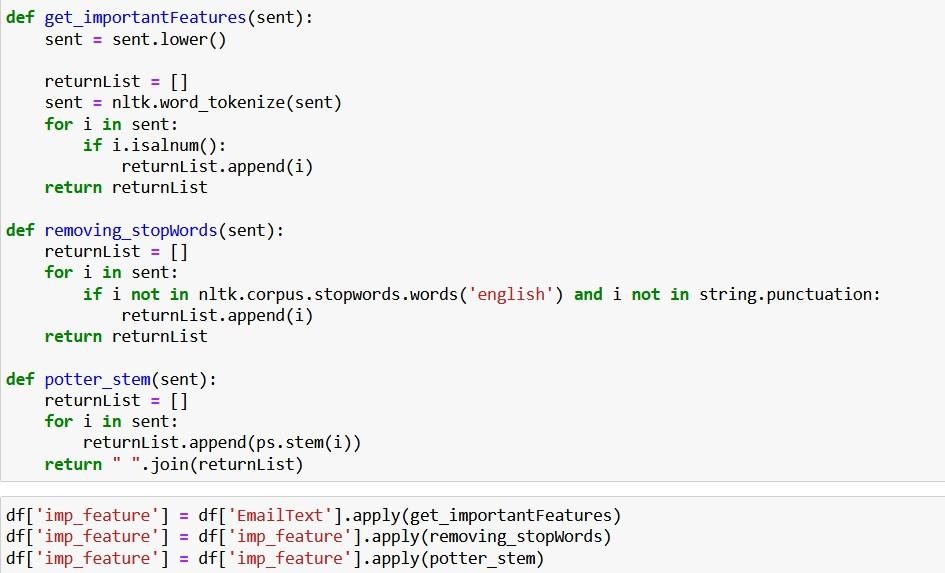 def get_importantFeatures(sent):
    sent = sent.lower()

    returnList = []
    sent = nltk.word_tokenize(sent)
    for i in sent:
        if i.isalnum():
            returnList.append(i)
    return returnList

def removing_stopWords(sent):
    returnList = []
    for i in sent:
        if i not in nltk.corpus.stopwords.words('english') and i not in string.punctuation:
            returnList.append(i)
    return returnList

def potter_stem(sent):
    returnList = []
    for i in sent:
        returnList.append(ps.stem(i))
    return " ".join(returnList)

df['imp_feature'] = df['EmailText'].apply(get_importantFeatures)
df['imp_feature'] = df['imp_feature'].apply(removing_stopWords)
df['imp_feature'] = df['imp_feature'].apply(potter_stem)